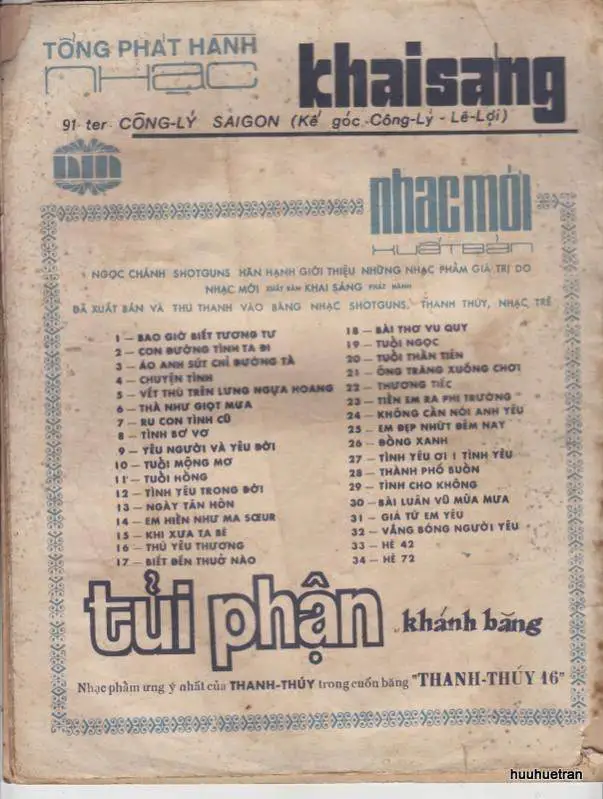 TỔNG PHÁT HÀNH
NHẠC
khaisáng
91 ter CÔNG-LÝ SAIGON (Kế góc Công-Lý - Lê-Lợi)
NM
nhạcmới
XUẤTBẢN
NGỌC CHÁNH SHOTGUNS HÂN HẠNH GIỚI THIỆU NHỮNG NHẠC PHẨM GIÁ TRỊ DO
NHẠC MỚI XUẤT BẢN KHAI SÁNG PHÁT HÀNH
ĐÃ XUẤT BẢN VÀ THU THANH VÀO BĂNG NHẠC SHOTGUNS, THANH THÚY, NHẠC TRẺ
1 – BAO GIỜ BIẾT TƯƠNG TƯ
2 – CON ĐƯỜNG TÌNH TA ĐI
3 – ÁO ANH SỨT CHỈ ĐƯỜNG TÀ
4 – CHUYỆN TÌNH
5 – VẾT THÙ TRÊN LƯNG NGỰA HOANG
6 – THÀ NHƯ GIỌT MƯA
7 – RU CON TÌNH CŨ
8 – TÌNH BƠ VƠ
9 – YÊU NGƯỜI VÀ YÊU ĐỜI
10 – TUỔI MỘNG MƠ
11 – TUỔI HỒNG
12 – TÌNH YÊU TRONG ĐỜI
13 – NGÀY TÂN HÔN
14 – EM HIỀN NHƯ MA SŒUR
15 – KHI XƯA TA BÉ
16 – THÚ YÊU THƯƠNG
17 – BIẾT ĐẾN THUỞ NÀO
18 – BÀI THƠ VU QUY
19 – TUỔI NGỌC
20 – TUỔI THẦN TIÊN
21 – ÔNG TRĂNG XUỐNG CHƠI
22 – THƯƠNG TIẾC
23 – TIỄN EM RA PHI TRƯỜNG
24 – KHÔNG CẦN NÓI ANH YÊU
25 – EM ĐẸP NHỨT ĐÊM NAY
26 – ĐỒNG XANH
27 – TÌNH YÊU ƠI ! TÌNH YÊU
28 – THÀNH PHỐ BUỒN
29 – TÌNH CHO KHÔNG
30 – BÀI LUÂN VŨ MÙA MƯA
31 – GIÃ TỪ EM YÊU
32 – VẮNG BÓNG NGƯỜI YÊU
33 – HÈ 42
34 – HÈ 72
tủi phận
khánh băng
Nhạc phẩm ưng ý nhất của THANH-THÚY trong cuốn băng "THANH-THÚY 16"
huuhuetran